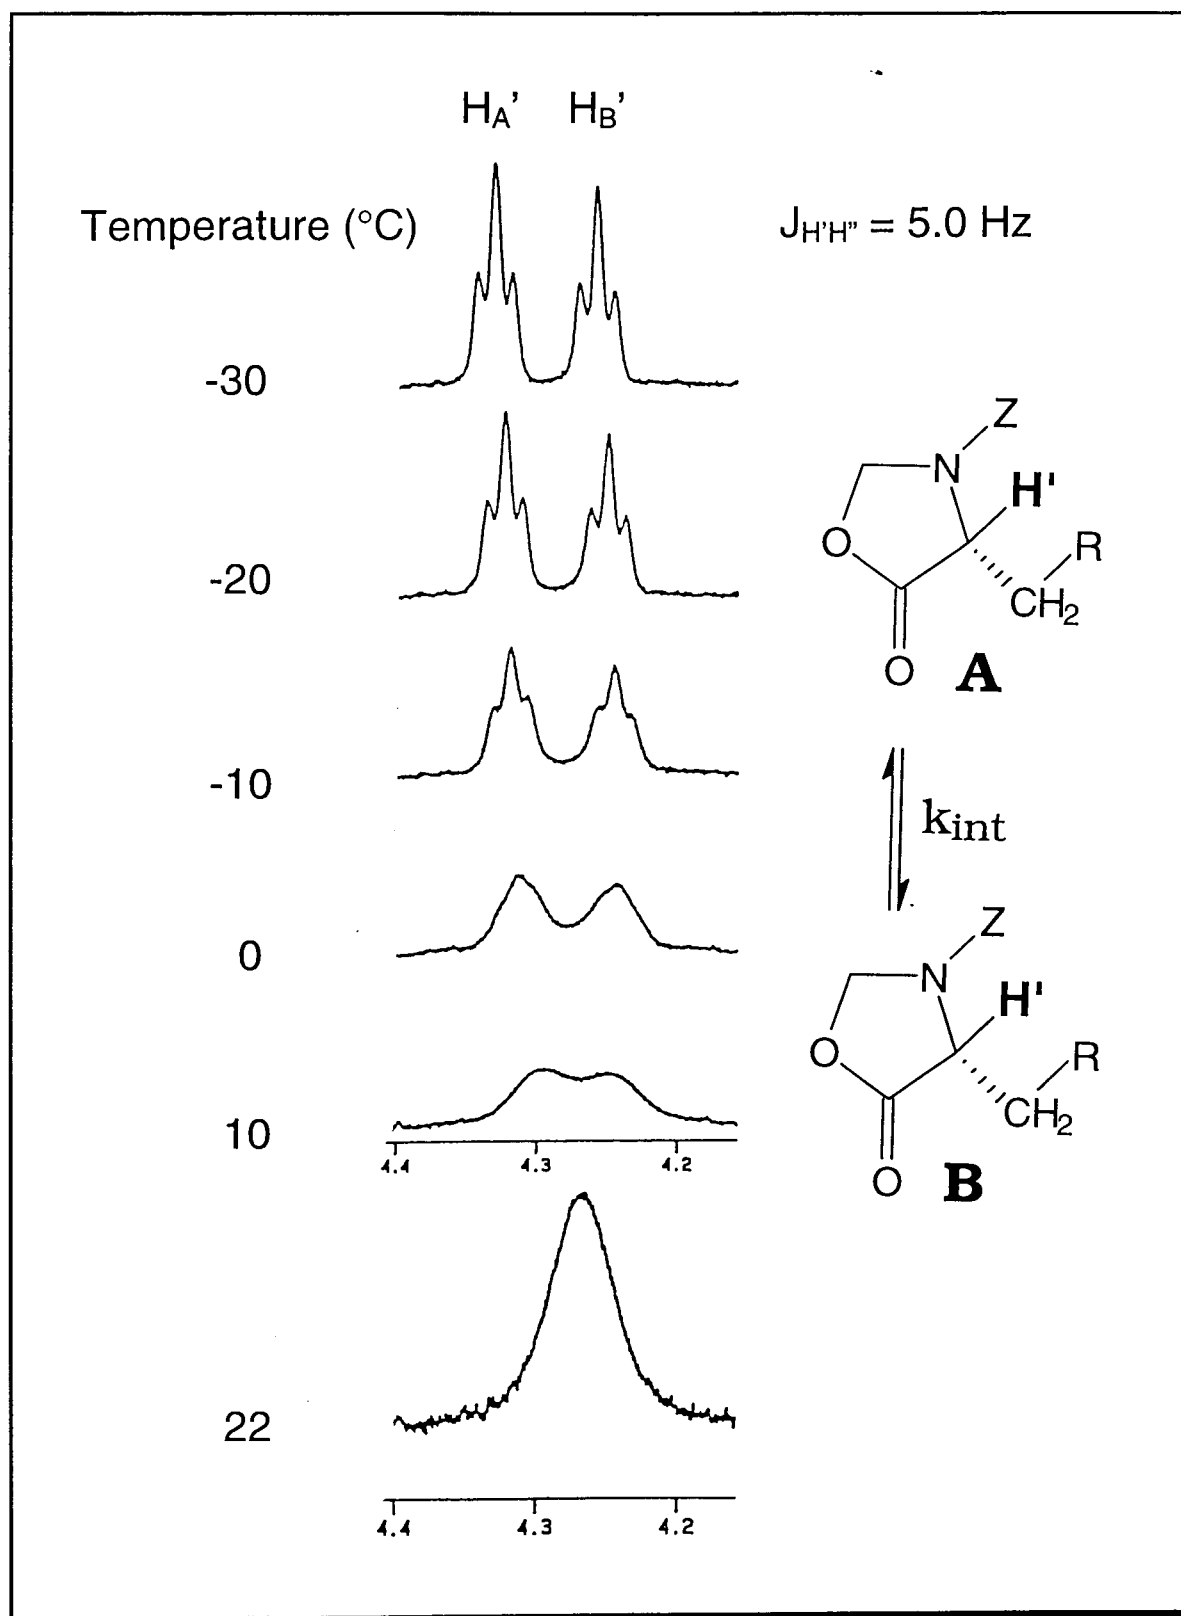 H_A' H_B'
Temperature (°C)
J_H'H" = 5.0 Hz
-30
-20
-10
0
10
4.4 4.3 4.2
22
4.4 4.3 4.2
Z
N
H'
O
R
CH₂
O
A
k_int
Z
N
H'
O
R
CH₂
O
B